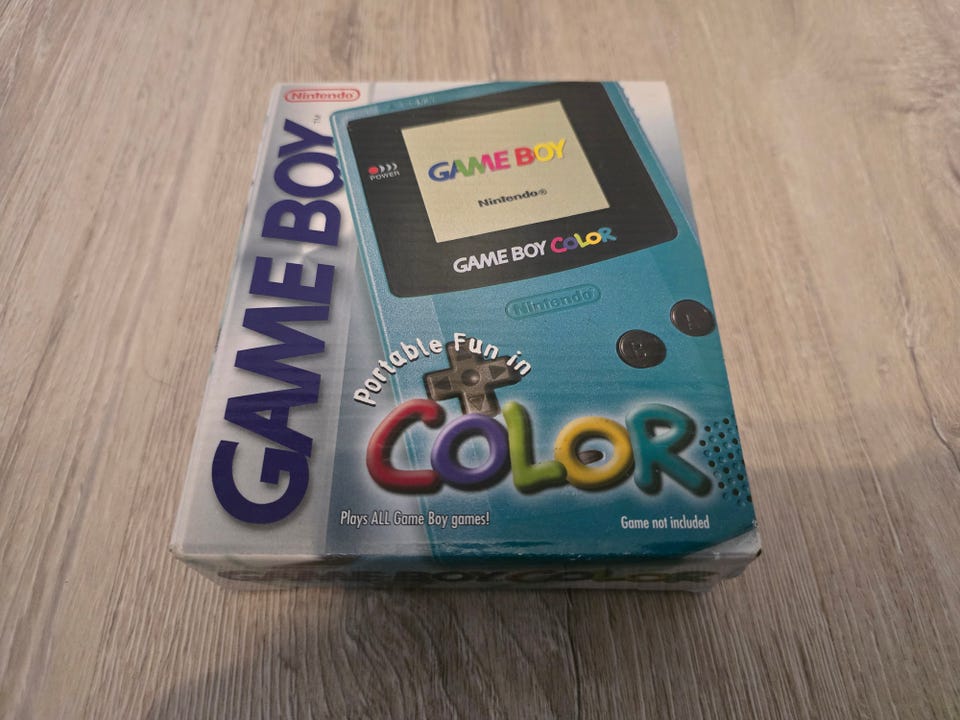 Nintendo®
GAME BOY™
POWER
GAME BOY
Nintendo®
GAME BOY COLOR
Nintendo
A
B
Portable Fun in
COLOR
Plays ALL Game Boy games!
Game not included
GAME BOY COLOR